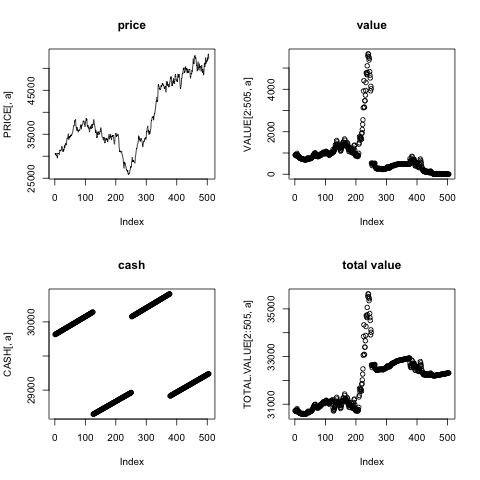 price
PRICE[, a]
45000
35000
25000
0 100 200 300 400 500
Index
value
VALUE[2:505, a]
4000
2000
0
0 100 200 300 400 500
Index
cash
CASH[, a]
30000
29000
0 100 200 300 400 500
Index
total value
TOTAL.VALUE[2:505, a]
35000
33000
31000
0 100 200 300 400 500
Index